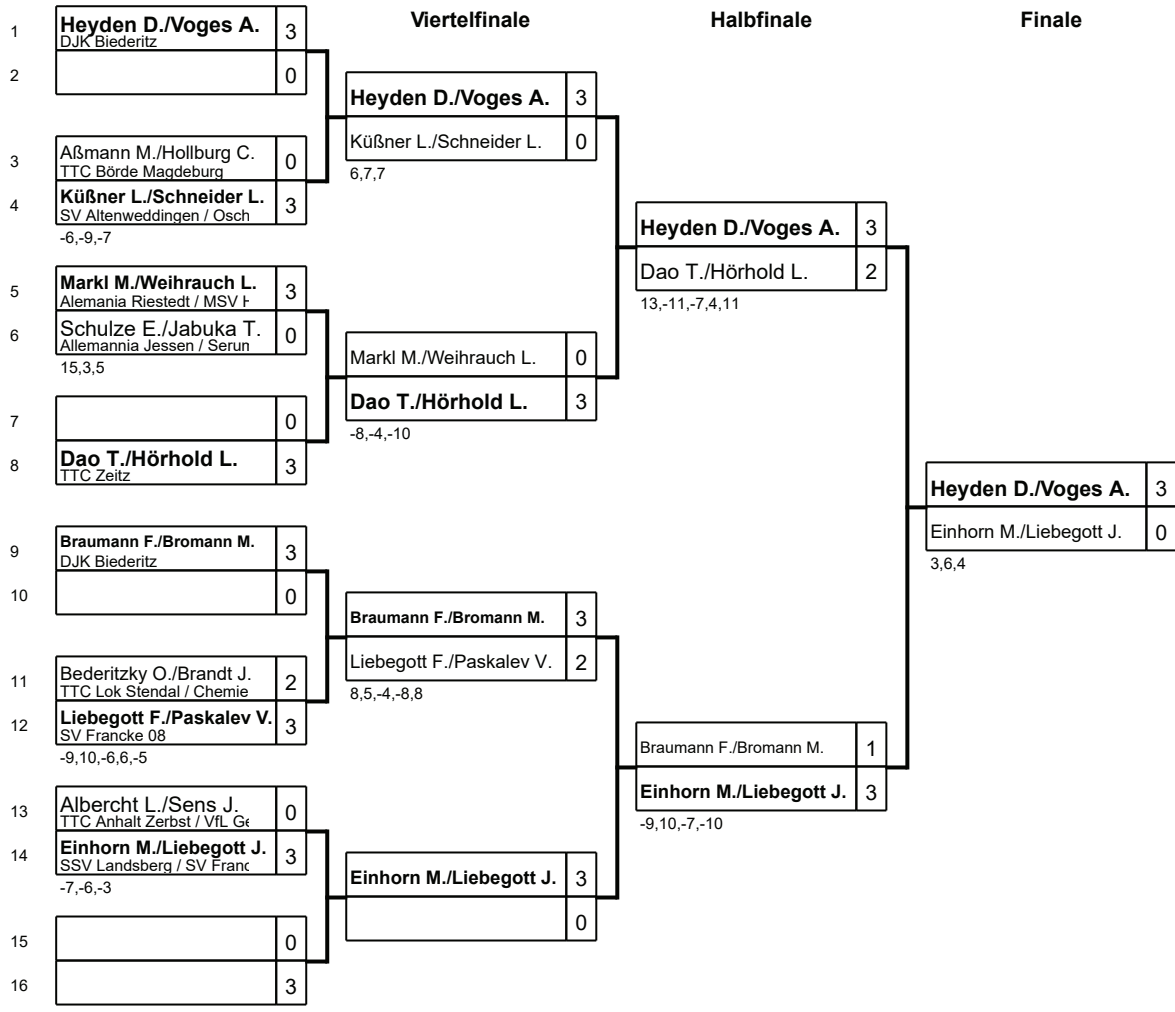 Viertelfinale
Halbfinale
Finale
1
Heyden D./Voges A. 3
DJK Biederitz
2
0
3
Aßmann M./Hollburg C. 0
TTC Börde Magdeburg
4
Küßner L./Schneider L. 3
SV Altenweddingen / Osch
-6,-9,-7
5
Markl M./Weihrauch L. 3
Alemania Riestedt / MSV H
6
Schulze E./Jabuka T. 0
Allemannia Jessen / Serum
15,3,5
7
0
8
Dao T./Hörhold L. 3
TTC Zeitz
9
Braumann F./Bromann M. 3
DJK Biederitz
10
0
11
Bederitzky O./Brandt J. 2
TTC Lok Stendal / Chemie
12
Liebegott F./Paskalev V. 3
SV Francke 08
-9,10,-6,6,-5
13
Albercht L./Sens J. 0
TTC Anhalt Zerbst / VfL Ge
14
Einhorn M./Liebegott J. 3
SSV Landsberg / SV Franc
-7,-6,-3
15
0
16
3
Heyden D./Voges A. 3
Küßner L./Schneider L. 0
6,7,7
Markl M./Weihrauch L. 0
Dao T./Hörhold L. 3
-8,-4,-10
Braumann F./Bromann M. 3
Liebegott F./Paskalev V. 2
8,5,-4,-8,8
Einhorn M./Liebegott J. 3
0
Heyden D./Voges A. 3
Dao T./Hörhold L. 2
13,-11,-7,4,11
Braumann F./Bromann M. 1
Einhorn M./Liebegott J. 3
-9,10,-7,-10
Heyden D./Voges A. 3
Einhorn M./Liebegott J. 0
3,6,4